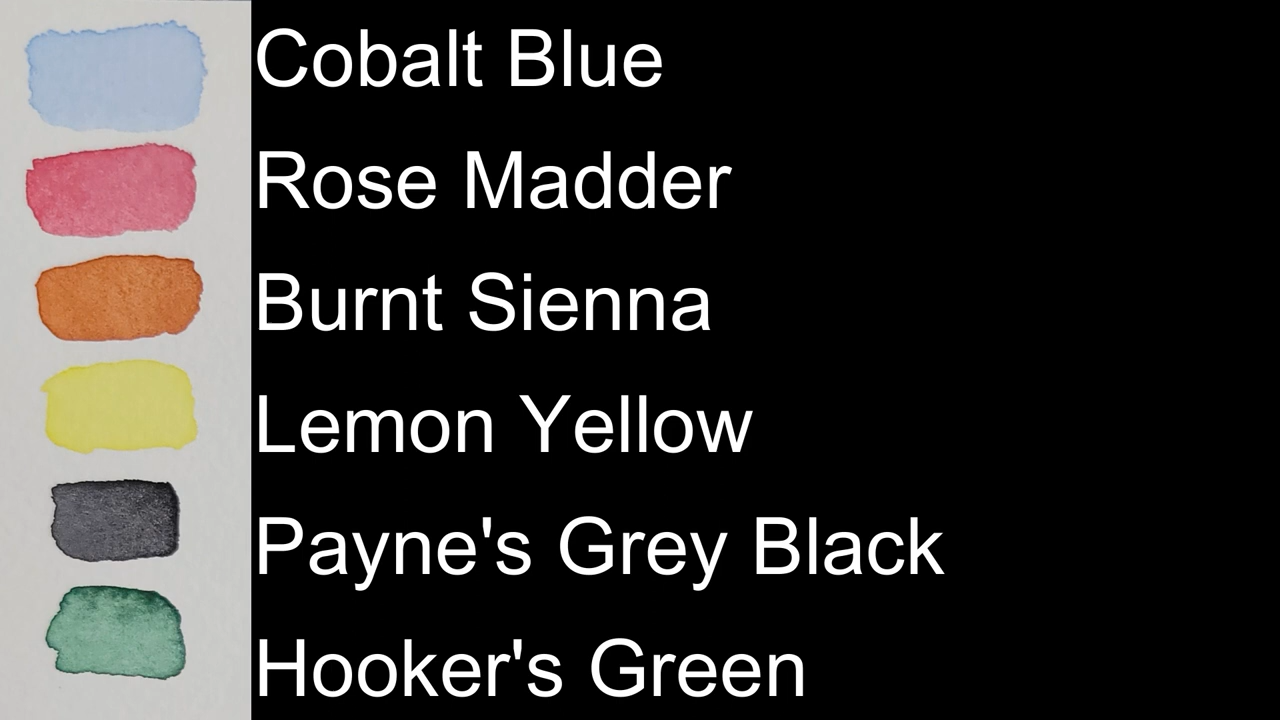 Cobalt Blue
Rose Madder
Burnt Sienna
Lemon Yellow
Payne's Grey Black
Hooker's Green